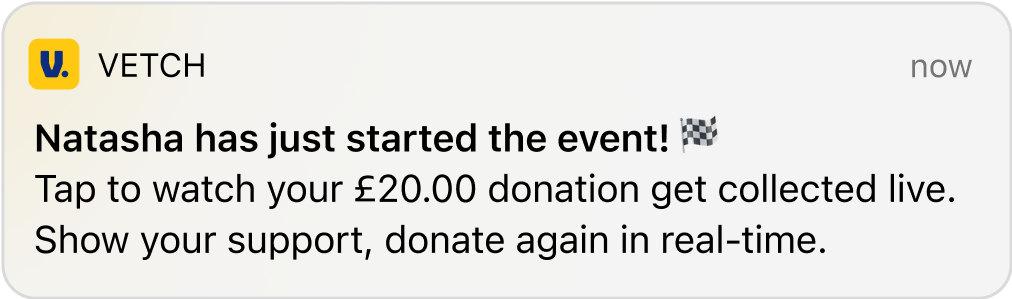 V. VETCH now
Natasha has just started the event! 🏁
Tap to watch your £20.00 donation get collected live.
Show your support, donate again in real-time.